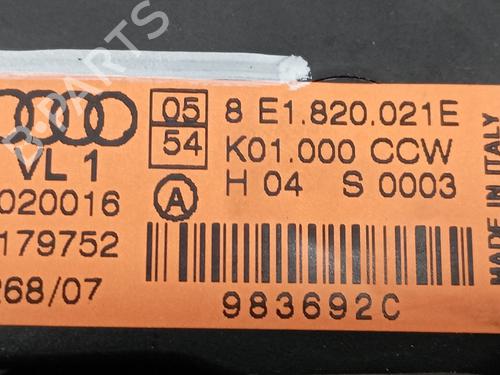 B-PARTS
05 8 E1.820.021E
54 K01.000 CCW
VL 1
H 04 S 0003
020016
A
179752
268/07
983692C
MADE IN ITALY